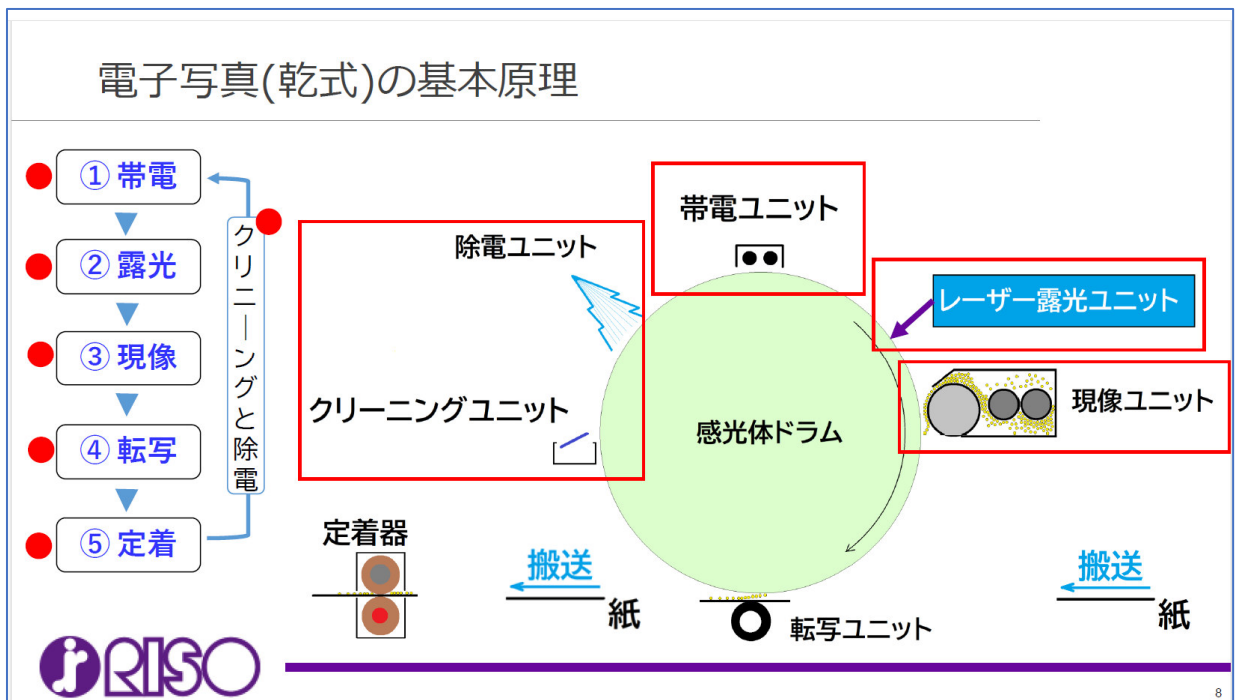 電子写真(乾式)の基本原理
① 帯電
② 露光
③ 現像
④ 転写
⑤ 定着
クリニーングと除電
帯電ユニット
除電ユニット
レーザー露光ユニット
現像ユニット
クリーニングユニット
感光体ドラム
定着器
搬送
紙
転写ユニット
搬送
紙
RISO
8